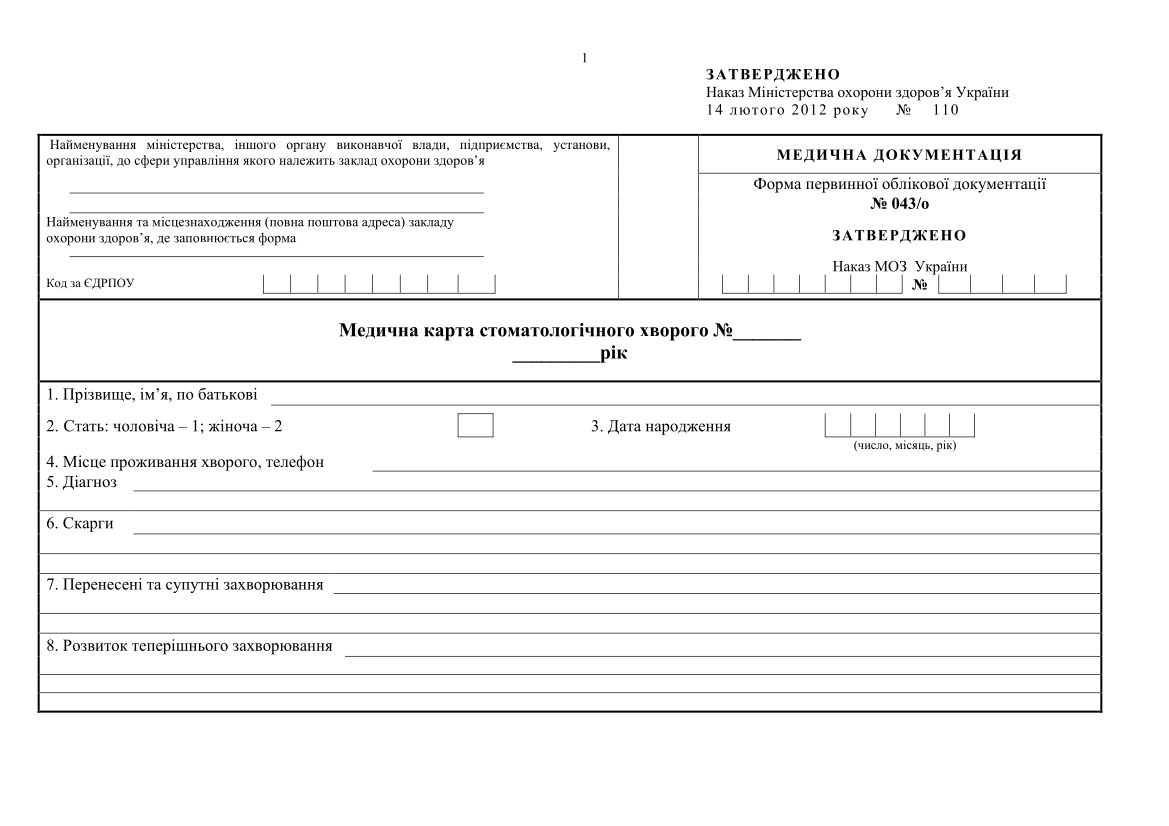 1
ЗАТВЕРДЖЕНО
Наказ Міністерства охорони здоров’я України
14 лютого 2012 року № 110
Найменування міністерства, іншого органу виконавчої влади, підприємства, установи,
організації, до сфери управління якого належить заклад охорони здоров’я
Найменування та місцезнаходження (повна поштова адреса) закладу
охорони здоров’я, де заповнюється форма
Код за ЄДРПОУ
МЕДИЧНА ДОКУМЕНТАЦІЯ
Форма первинної облікової документації
№ 043/о
ЗАТВЕРДЖЕНО
Наказ МОЗ України
№
Медична карта стоматологічного хворого №_______
_________рік
1. Прізвище, ім’я, по батькові
2. Стать: чоловіча – 1; жіноча – 2
3. Дата народження
(число, місяць, рік)
4. Місце проживання хворого, телефон
5. Діагноз
6. Скарги
7. Перенесені та супутні захворювання
8. Розвиток теперішнього захворювання